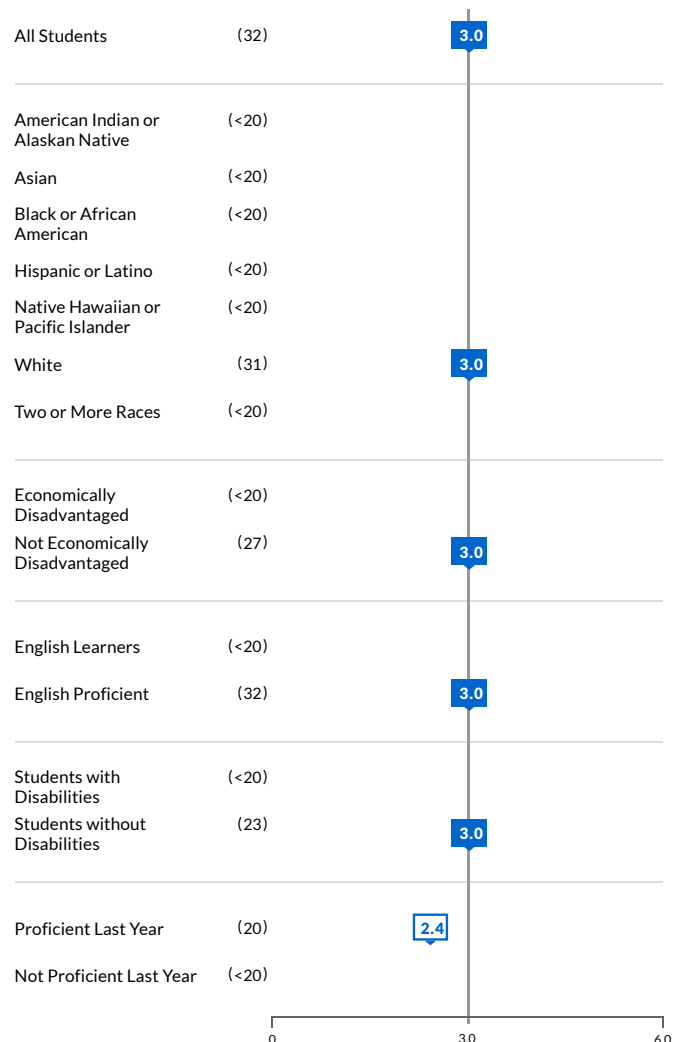 All Students (32) 3.0
American Indian or (<20)
Alaskan Native
Asian (<20)
Black or African (<20)
American
Hispanic or Latino (<20)
Native Hawaiian or (<20)
Pacific Islander
White (31) 3.0
Two or More Races (<20)
Economically (<20)
Disadvantaged
Not Economically (27) 3.0
Disadvantaged
English Learners (<20)
English Proficient (32) 3.0
Students with (<20)
Disabilities
Students without (23) 3.0
Disabilities
Proficient Last Year (20) 2.4
Not Proficient Last Year (<20)
0 3.0 6.0